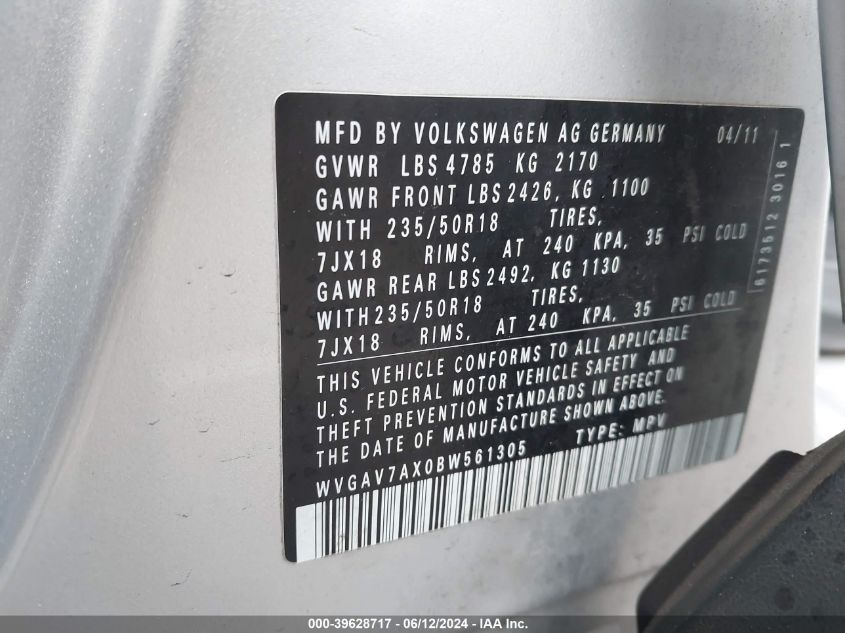 MFD BY VOLKSWAGEN AG GERMANY 04/11
GVWR LBS 4785 KG 2170
GAWR FRONT LBS 2426, KG 1100
WITH 235/50R18 TIRES,
7JX18 RIMS, AT 240 KPA, 35 PSI COLD
GAWR REAR LBS 2492, KG 1130
WITH 235/50R18 TIRES,
7JX18 RIMS, AT 240 KPA, 35 PSI COLD
THIS VEHICLE CONFORMS TO ALL APPLICABLE
U.S. FEDERAL MOTOR VEHICLE SAFETY AND
THEFT PREVENTION STANDARDS IN EFFECT ON
THE DATE OF MANUFACTURE SHOWN ABOVE.
WVGAV7AX0BW561305 TYPE: MPV
6173512 3016 1
000-39628717 - 06/12/2024 - IAA Inc.